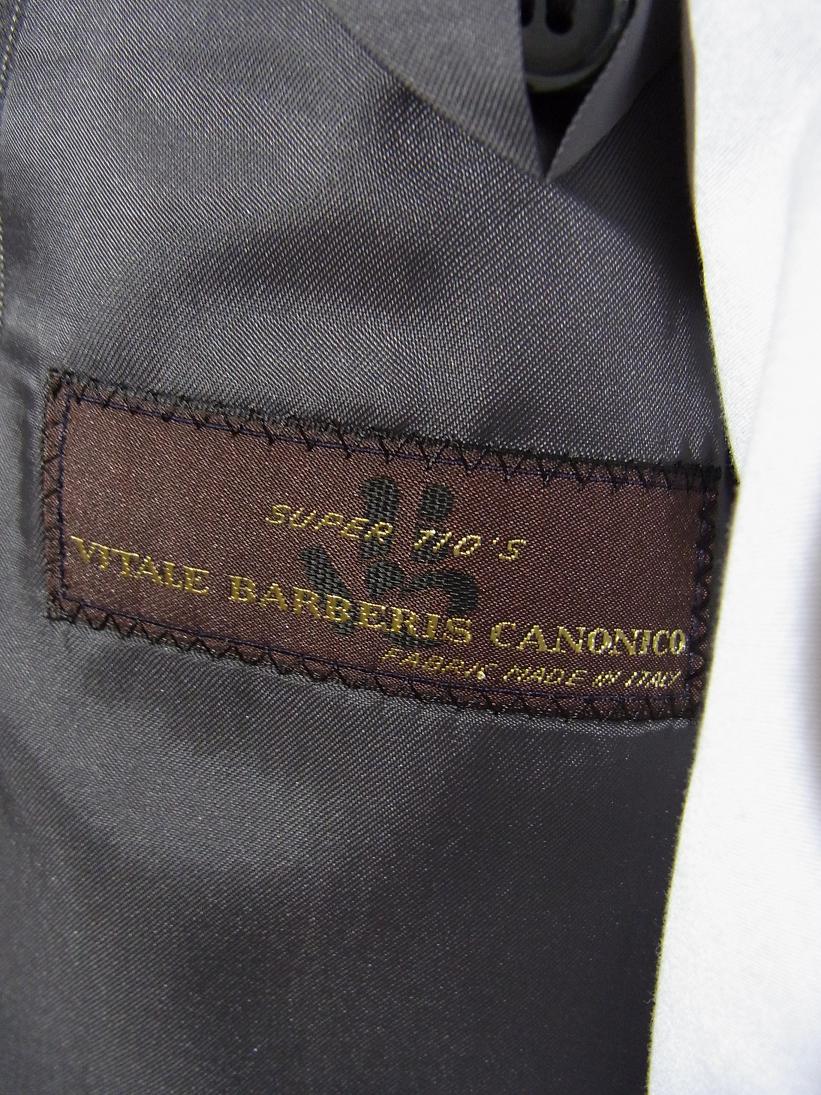 SUPER 110'S
VITALE BARBERIS CANONICO
FABRIC MADE IN ITALY